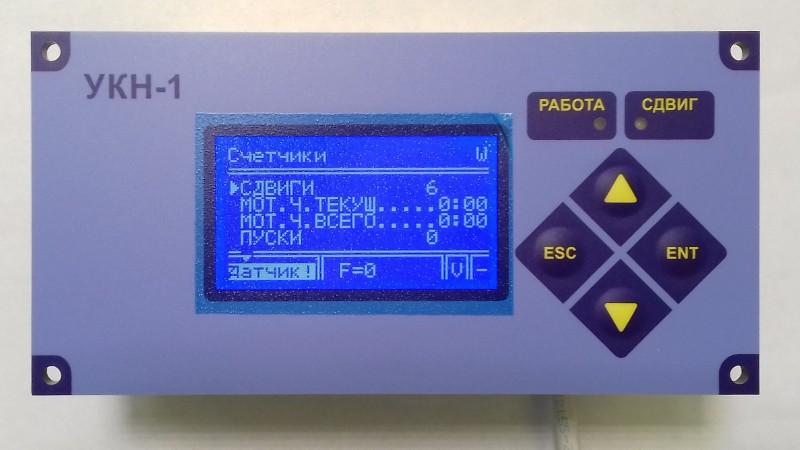 УКН-1
РАБОТА СДВИГ
Счетчики W
СДВИГИ 6
МОТ.Ч.ТЕКУЩ.....0:00
МОТ.Ч.ВСЕГО.....0:00
ПУСКИ 0
датчик! F=0 V -
ESC ENT